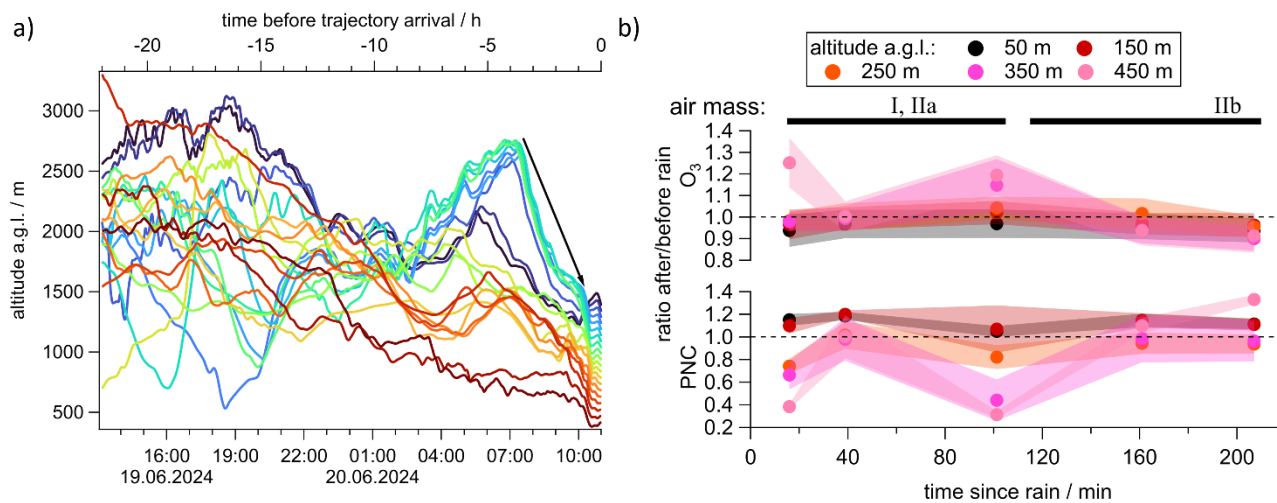 a)
time before trajectory arrival / h
-20 -15 -10 -5 0
altitude a.g.l. / m
3000
2500
2000
1500
1000
500
16:00 19:00 22:00 01:00 04:00 07:00 10:00
19.06.2024 20.06.2024
b)
altitude a.g.l.: 50 m 150 m
250 m 350 m 450 m
air mass: I, IIa IIb
ratio after/before rain
O3
1.4
1.3
1.2
1.1
1.0
0.9
0.8
PNC
1.4
1.2
1.0
0.8
0.6
0.4
0.2
0 40 80 120 160 200
time since rain / min